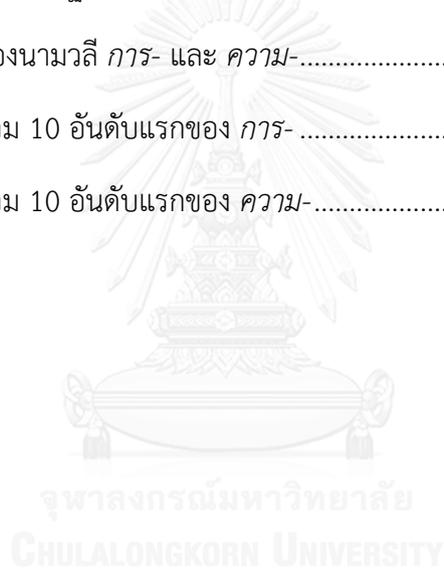 องนามวลี การ- และ ความ-.....................
าม 10 อันดับแรกของ การ- .....................
าม 10 อันดับแรกของ ความ-...................
จุฬาลงกรณ์มหาวิทยาลัย
CHULALONGKORN UNIVERSITY